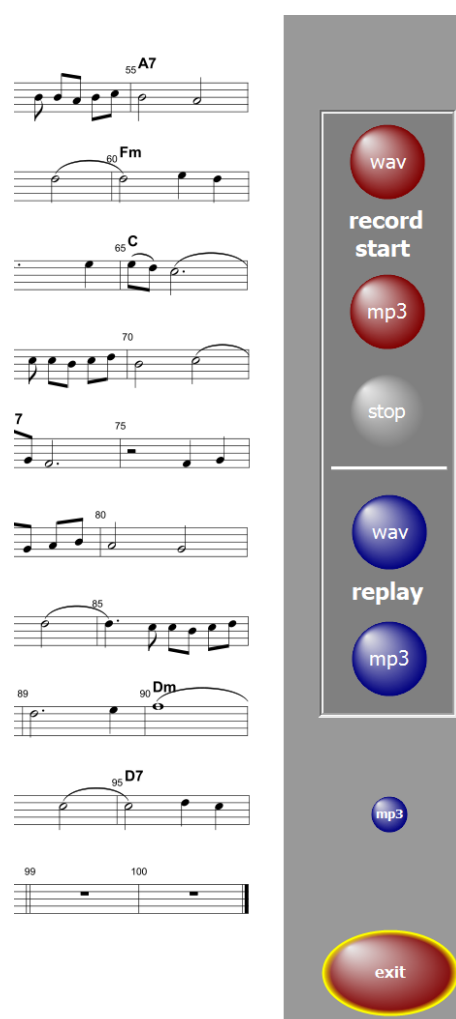 55 A7
60 Fm
65 C
70
7
75
80
85
89
90 Dm
95 D7
99
100
wav
record
start
mp3
stop
wav
replay
mp3
mp3
exit